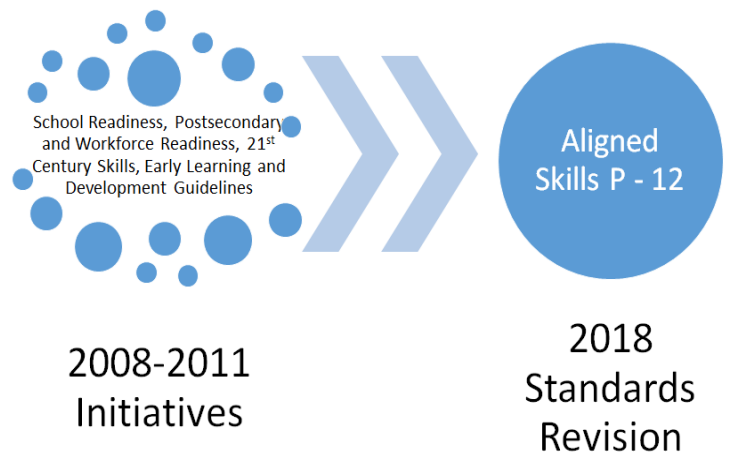 School Readiness, Postsecondary
and Workforce Readiness, 21st
Century Skills, Early Learning and
Development Guidelines
Aligned
Skills P - 12
2008-2011
Initiatives
2018
Standards
Revision